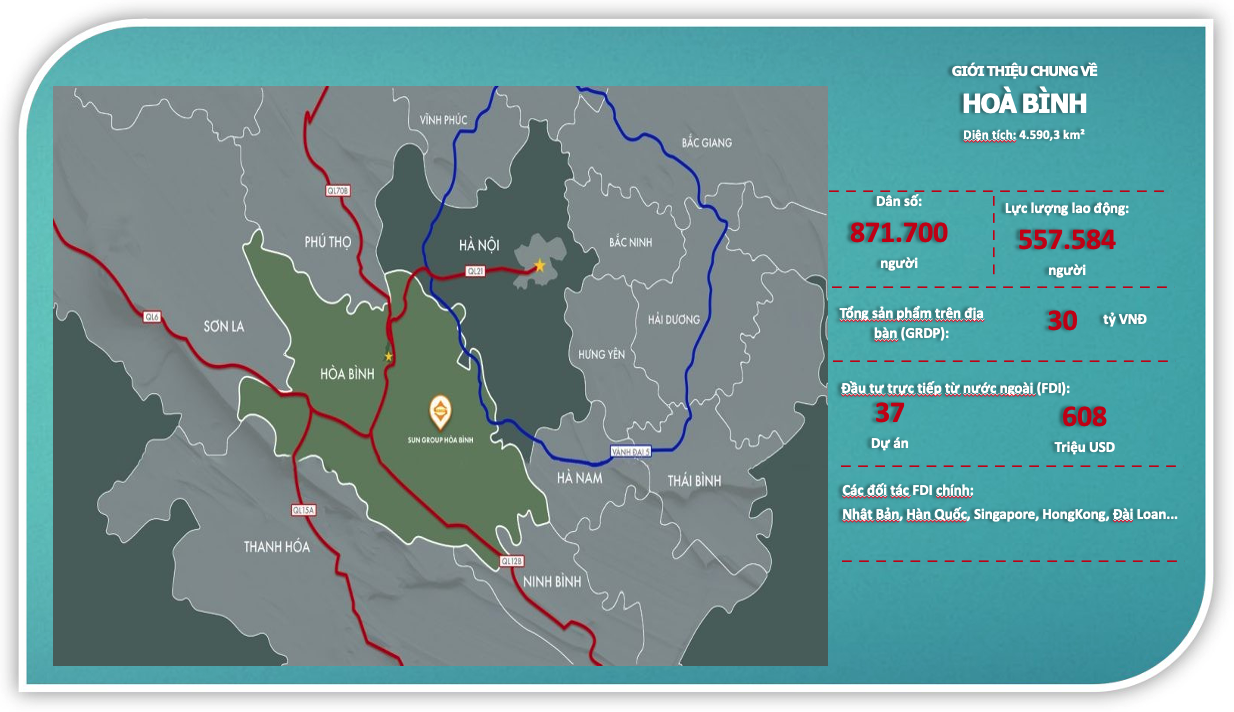 GIỚI THIỆU CHUNG VỀ
HOÀ BÌNH
Diện tích: 4.590,3 km²
Dân số:
871.700
người
Lực lượng lao động:
557.584
người
Tổng sản phẩm trên địa
bàn (GRDP):
30 tỷ VNĐ
Đầu tư trực tiếp từ nước ngoài (FDI):
37
Dự án
608
Triệu USD
Các đối tác FDI chính:
Nhật Bản, Hàn Quốc, Singapore, HongKong, Đài Loan...
VĨNH PHÚC
BẮC GIANG
QL70B
PHÚ THỌ
HÀ NỘI
BẮC NINH
QL21
QL6
SƠN LA
HẢI DƯƠNG
HƯNG YÊN
HÒA BÌNH
SUN GROUP HÒA BÌNH
VÀNH ĐAI 5
HÀ NAM
THÁI BÌNH
QL15A
THANH HÓA
QL12B
NINH BÌNH